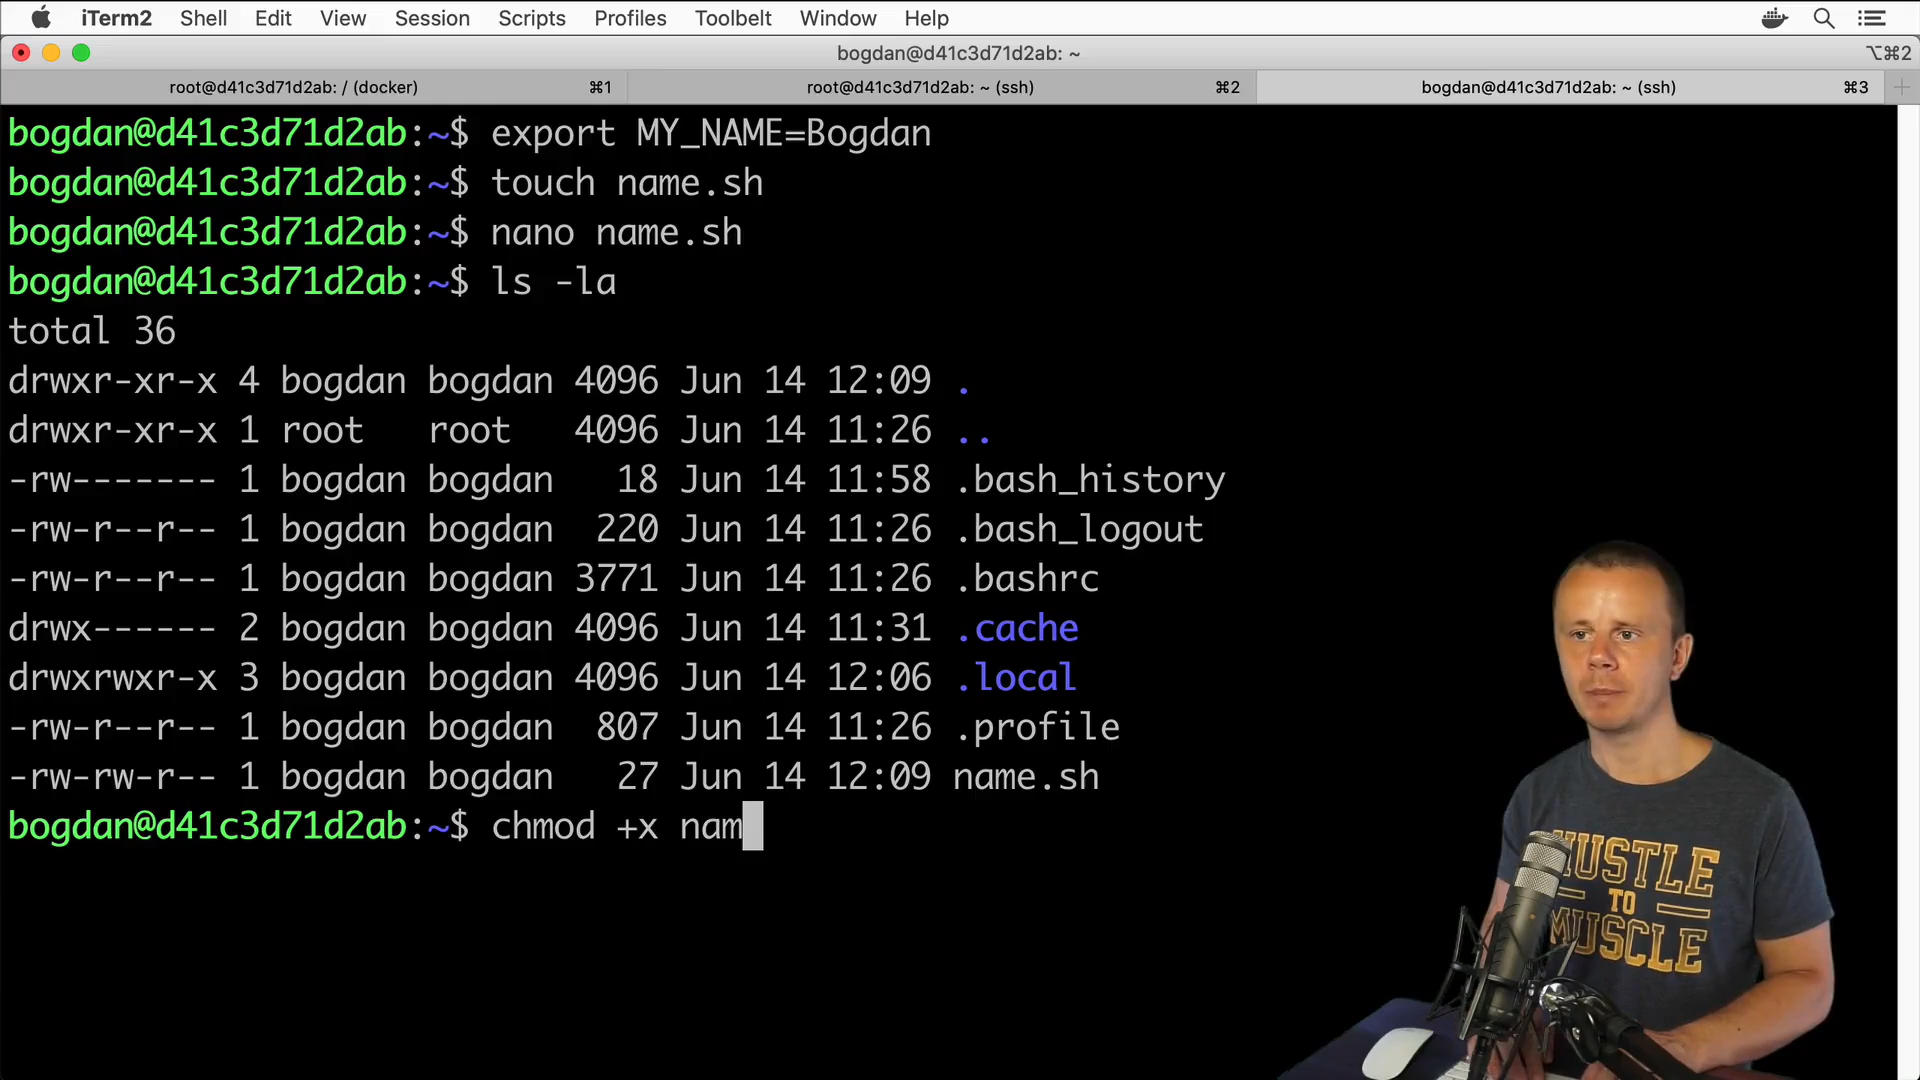 iTerm2 Shell Edit View Session Scripts Profiles Toolbelt Window Help
bogdan@d41c3d71d2ab: ~ ⌥⌘2
root@d41c3d71d2ab: / (docker) ⌘1 root@d41c3d71d2ab: ~ (ssh) ⌘2 bogdan@d41c3d71d2ab: ~ (ssh) ⌘3
bogdan@d41c3d71d2ab:~$ export MY_NAME=Bogdan
bogdan@d41c3d71d2ab:~$ touch name.sh
bogdan@d41c3d71d2ab:~$ nano name.sh
bogdan@d41c3d71d2ab:~$ ls -la
total 36
drwxr-xr-x 4 bogdan bogdan 4096 Jun 14 12:09 .
drwxr-xr-x 1 root   root   4096 Jun 14 11:26 ..
-rw------- 1 bogdan bogdan   18 Jun 14 11:58 .bash_history
-rw-r--r-- 1 bogdan bogdan  220 Jun 14 11:26 .bash_logout
-rw-r--r-- 1 bogdan bogdan 3771 Jun 14 11:26 .bashrc
drwx------ 2 bogdan bogdan 4096 Jun 14 11:31 .cache
drwxrwxr-x 3 bogdan bogdan 4096 Jun 14 12:06 .local
-rw-r--r-- 1 bogdan bogdan  807 Jun 14 11:26 .profile
-rw-rw-r-- 1 bogdan bogdan   27 Jun 14 12:09 name.sh
bogdan@d41c3d71d2ab:~$ chmod +x nam
HUSTLE
TO
MUSCLE